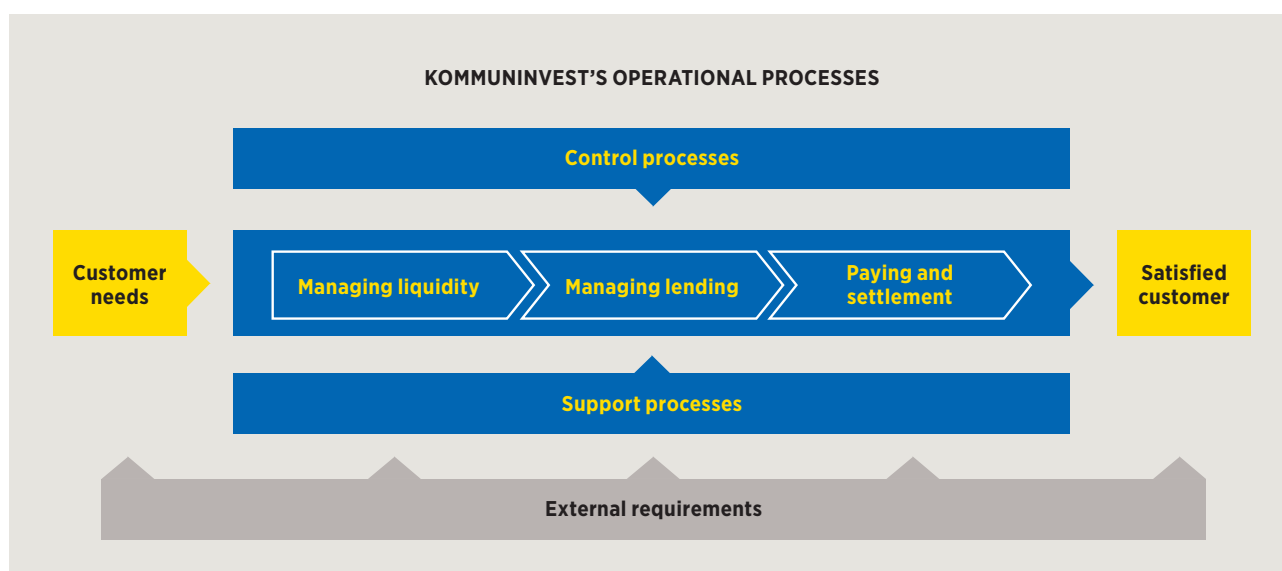 KOMMUNINVEST’S OPERATIONAL PROCESSES
Control processes
Customer
needs
Managing liquidity
Managing lending
Paying and
settlement
Satisfied
customer
Support processes
External requirements